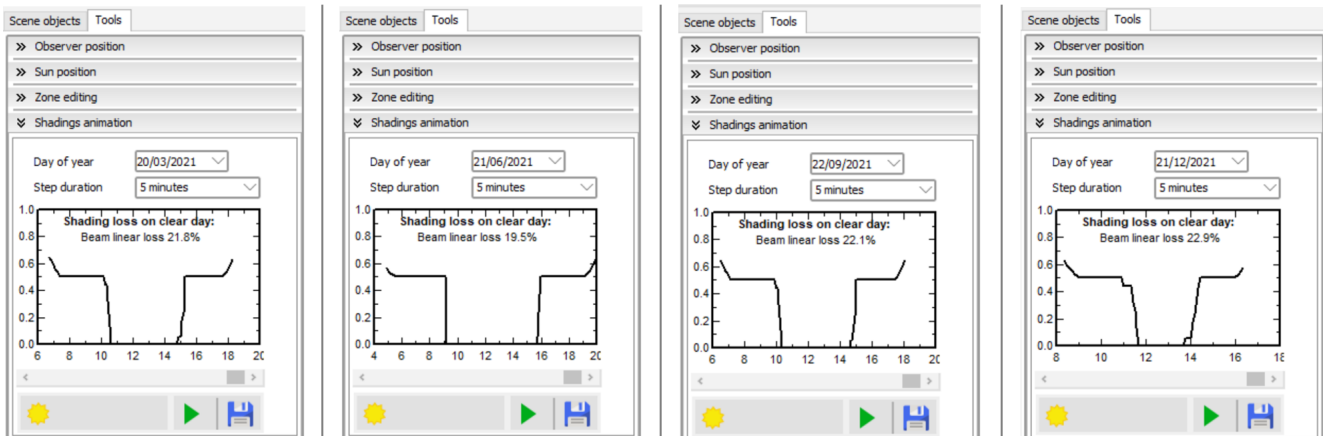 Scene objects Tools
Observer position
Sun position
Zone editing
Shadings animation
Day of year 20/03/2021
Step duration 5 minutes
1.0
0.8
0.6
0.4
0.2
0.0
Shading loss on clear day:
Beam linear loss 21.8%
6 8 10 12 14 16 18 20
Scene objects Tools
Observer position
Sun position
Zone editing
Shadings animation
Day of year 21/06/2021
Step duration 5 minutes
1.0
0.8
0.6
0.4
0.2
0.0
Shading loss on clear day:
Beam linear loss 19.5%
4 6 8 10 12 14 16 18 20
Scene objects Tools
Observer position
Sun position
Zone editing
Shadings animation
Day of year 22/09/2021
Step duration 5 minutes
1.0
0.8
0.6
0.4
0.2
0.0
Shading loss on clear day:
Beam linear loss 22.1%
6 8 10 12 14 16 18 20
Scene objects Tools
Observer position
Sun position
Zone editing
Shadings animation
Day of year 21/12/2021
Step duration 5 minutes
1.0
0.8
0.6
0.4
0.2
0.0
Shading loss on clear day:
Beam linear loss 22.9%
8 10 12 14 16 18